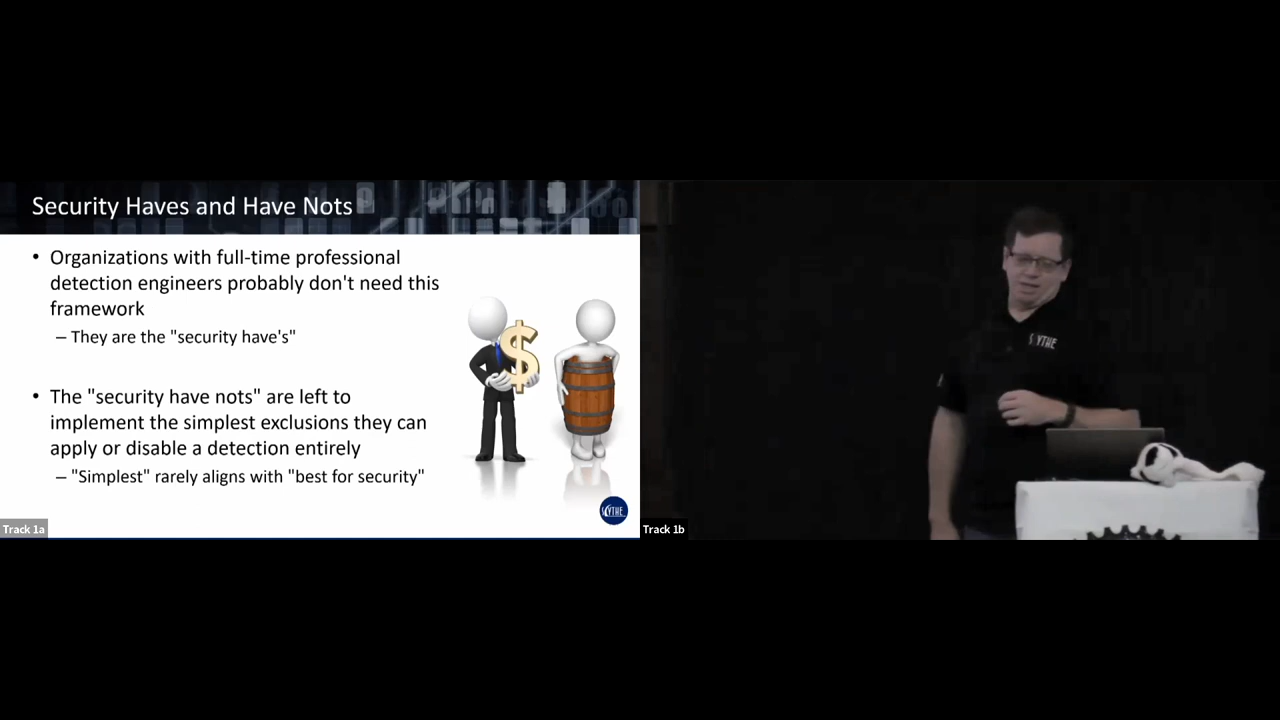 Security Haves and Have Nots
• Organizations with full-time professional
detection engineers probably don't need this
framework
– They are the "security have's"
• The "security have nots" are left to
implement the simplest exclusions they can
apply or disable a detection entirely
– "Simplest" rarely aligns with "best for security"
SCYTHE
Track 1a
SCYTHE
Track 1b